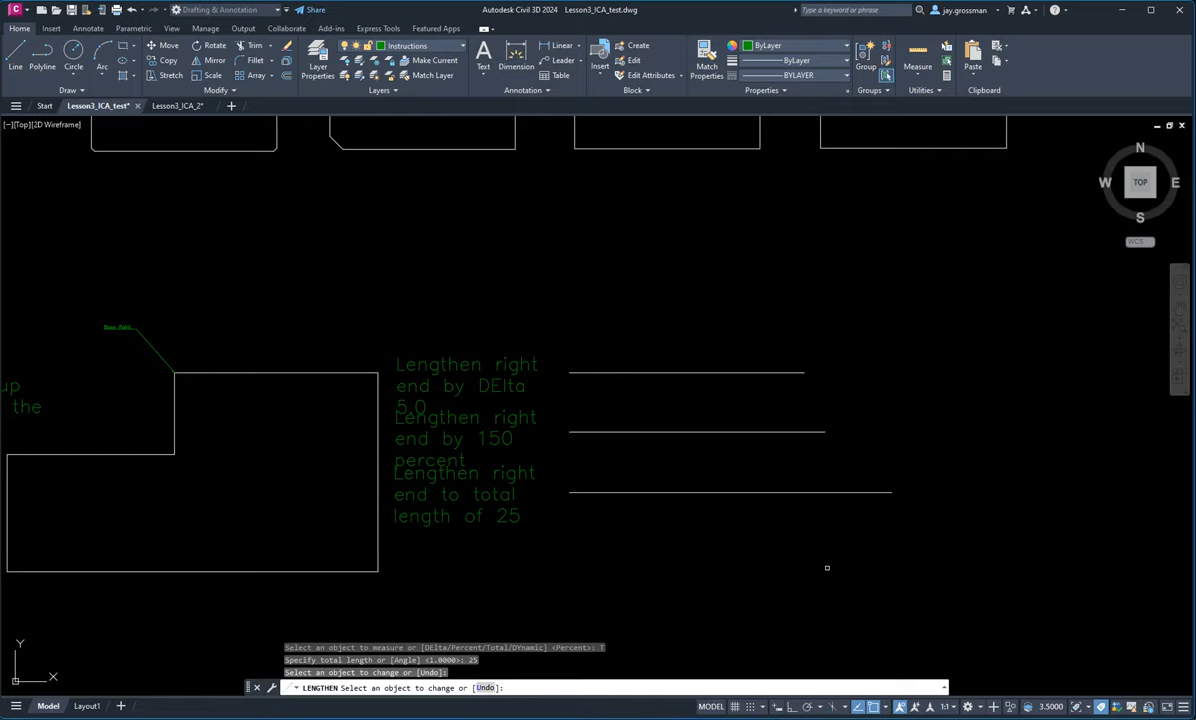 Drafting & Annotation
Share
Autodesk Civil 3D 2024 Lesson3_ICA_test.dwg
Type a keyword or phrase
jay.grossman
Home Insert Annotate Parametric View Manage Output Collaborate Add-ins Express Tools Featured Apps
Line Polyline Circle Arc
Move Rotate Trim
Copy Mirror Fillet
Stretch Scale Array
Layer Properties
Instructions
Make Current
Match Layer
Text Dimension
Linear
Leader
Table
Insert
Create
Edit
Edit Attributes
Match Properties
ByLayer
ByLayer
BYLAYER
Group
Measure
Paste
Draw Modify Layers Annotation Block Properties Groups Utilities Clipboard
Start Lesson3_ICA_test* Lesson3_ICA_2*
[−][Top][2D Wireframe]
N
W TOP E
S
WCS
Base Point
up
the
Lengthen right
end by DElta
5.0
Lengthen right
end by 150
percent
Lengthen right
end to total
length of 25
Y
X
Select an object to measure or [DElta/Percent/Total/DYnamic] <Percent>: T
Specify total length or [Angle] <1.0000>: 25
Select an object to change or [Undo]:
LENGTHEN Select an object to change or [Undo]:
Model Layout1
MODEL 1:1 3.5000